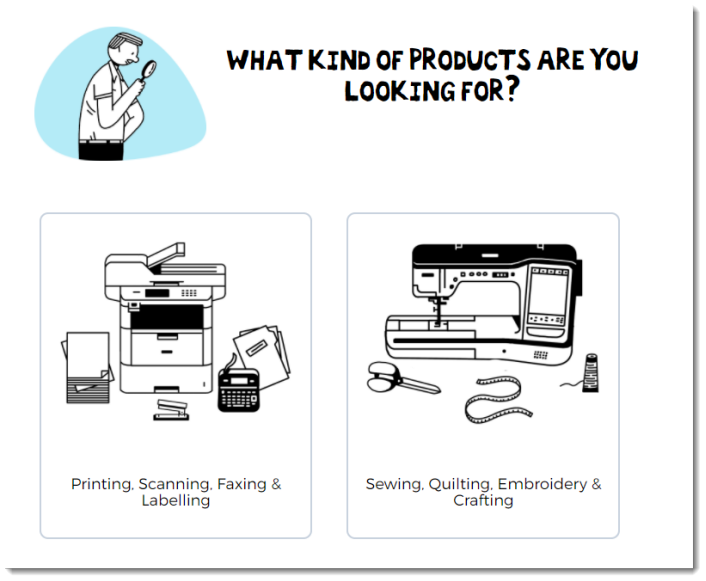 WHAT KIND OF PRODUCTS ARE YOU
LOOKING FOR?
Printing, Scanning, Faxing &
Labelling
Sewing, Quilting, Embroidery &
Crafting